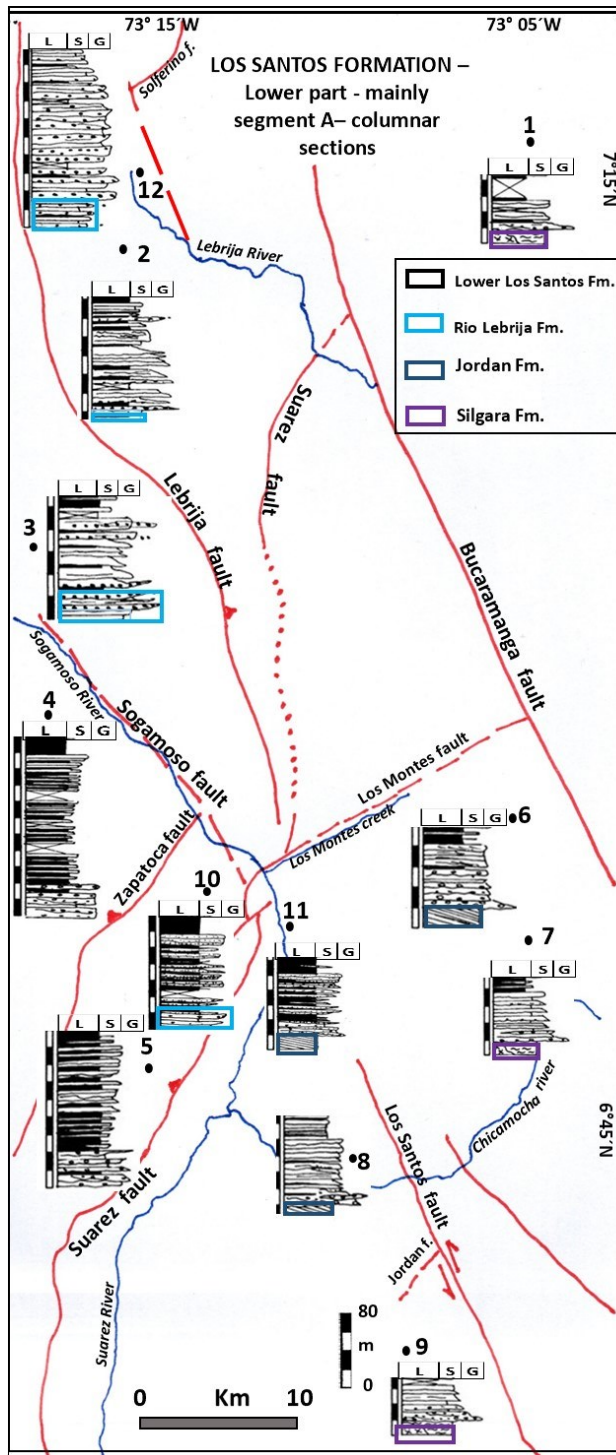 73° 15´W
73° 05´W
L S G
Solferino f.
LOS SANTOS FORMATION –
Lower part - mainly
segment A– columnar
sections
1
7°15´N
L S G
12
2
Lebrija River
Lower Los Santos Fm.
Rio Lebrija Fm.
Jordan Fm.
Silgara Fm.
L S G
Suarez fault
Lebrija fault
Bucaramanga fault
3
L S G
Sogamoso River
Sogamoso fault
4
L S G
Los Montes fault
Los Montes creek
Zapatoca fault
6
L S G
10
L S G
11
L S G
7
L S G
5
L S G
Chicamocha river
6°45´N
L S G
8
Los Santos fault
Suarez fault
Jordan f.
Suarez River
80
m
0
9
L S G
0 Km 10